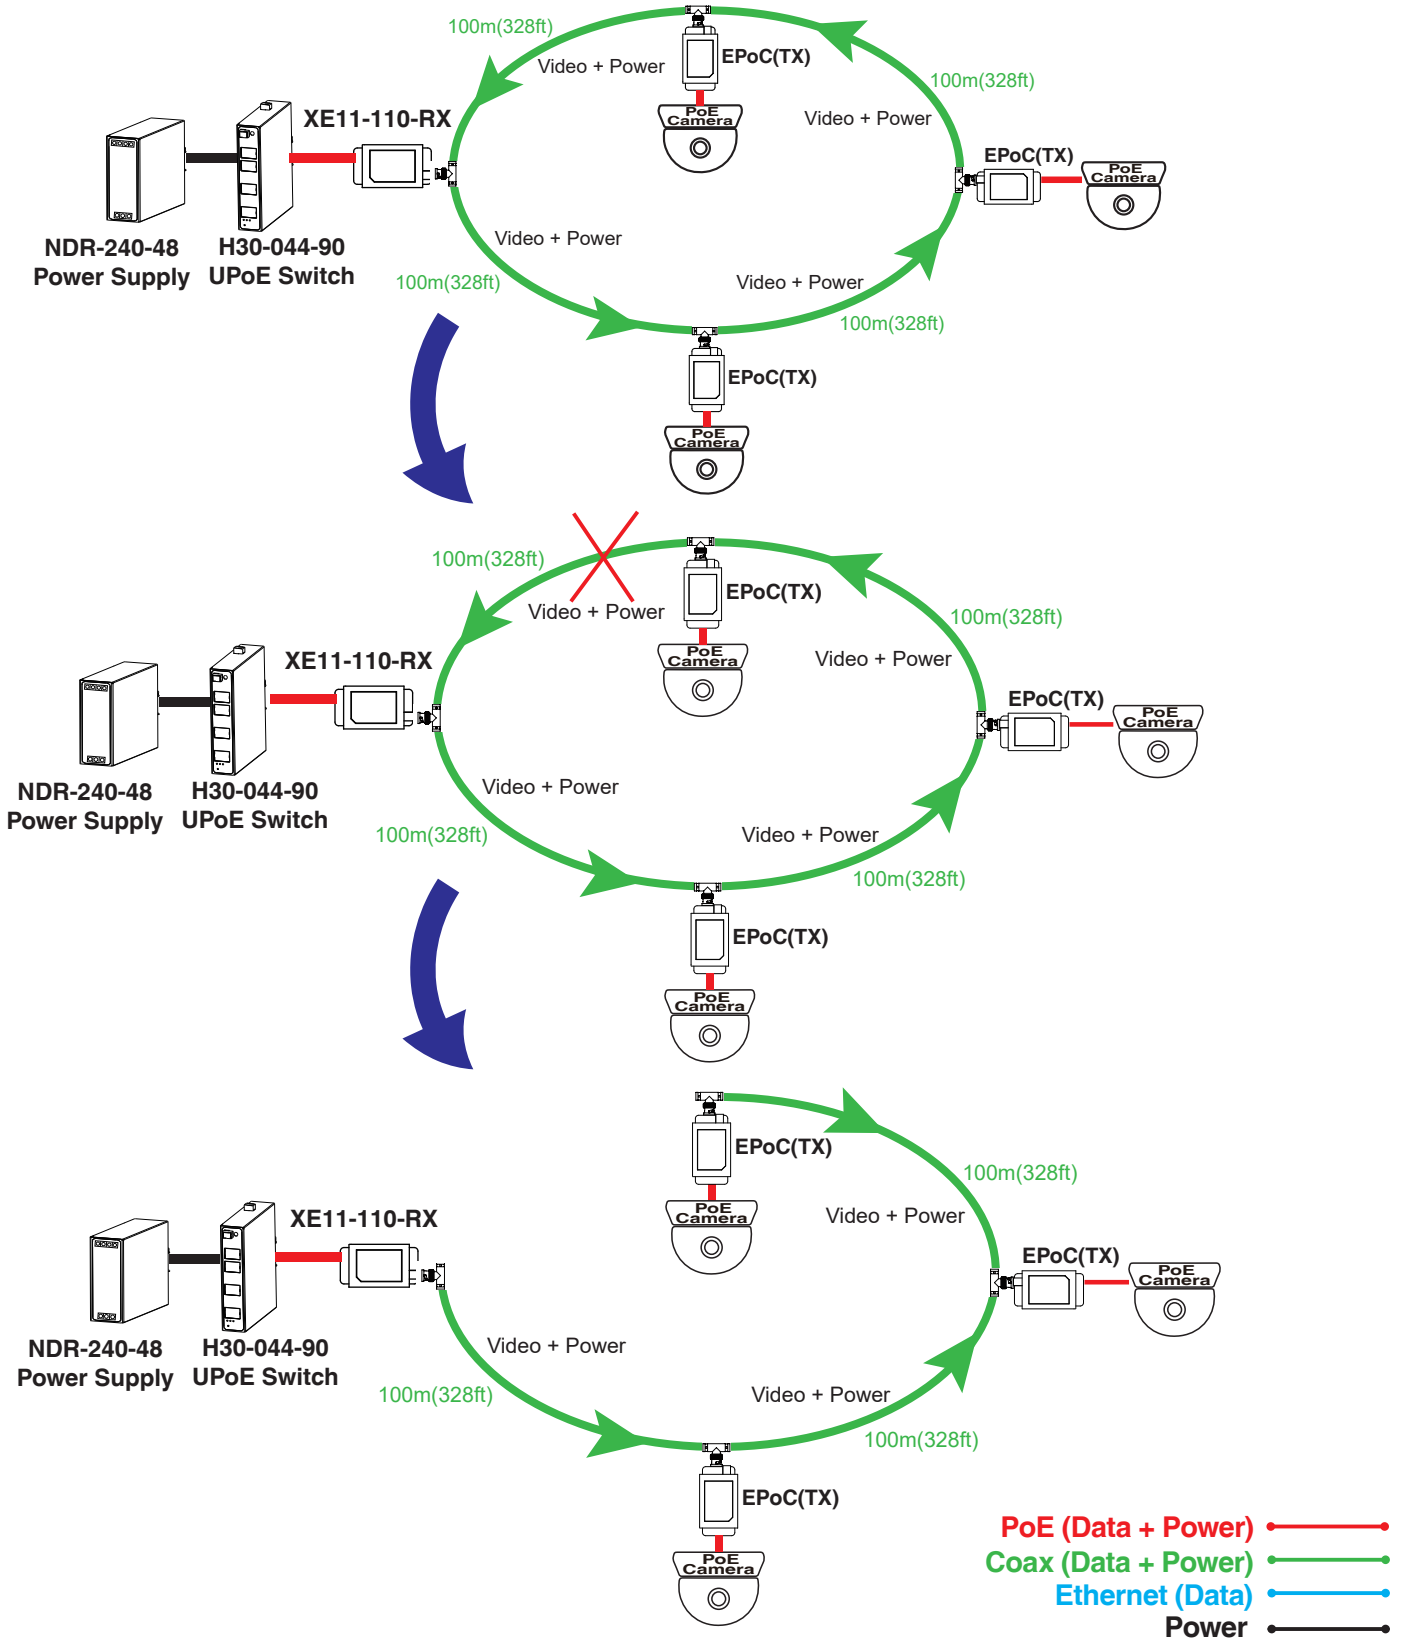 100m(328ft)
Video + Power
EPoC(TX)
PoE
Camera
100m(328ft)
Video + Power
XE11-110-RX
EPoC(TX)
PoE
Camera
NDR-240-48
Power Supply
H30-044-90
UPoE Switch
Video + Power
100m(328ft)
Video + Power
100m(328ft)
EPoC(TX)
PoE
Camera
100m(328ft)
Video + Power
EPoC(TX)
PoE
Camera
100m(328ft)
Video + Power
XE11-110-RX
EPoC(TX)
PoE
Camera
NDR-240-48
Power Supply
H30-044-90
UPoE Switch
Video + Power
100m(328ft)
Video + Power
100m(328ft)
EPoC(TX)
PoE
Camera
EPoC(TX)
PoE
Camera
100m(328ft)
Video + Power
XE11-110-RX
EPoC(TX)
PoE
Camera
NDR-240-48
Power Supply
H30-044-90
UPoE Switch
Video + Power
100m(328ft)
Video + Power
100m(328ft)
EPoC(TX)
PoE
Camera
PoE (Data + Power)
Coax (Data + Power)
Ethernet (Data)
Power